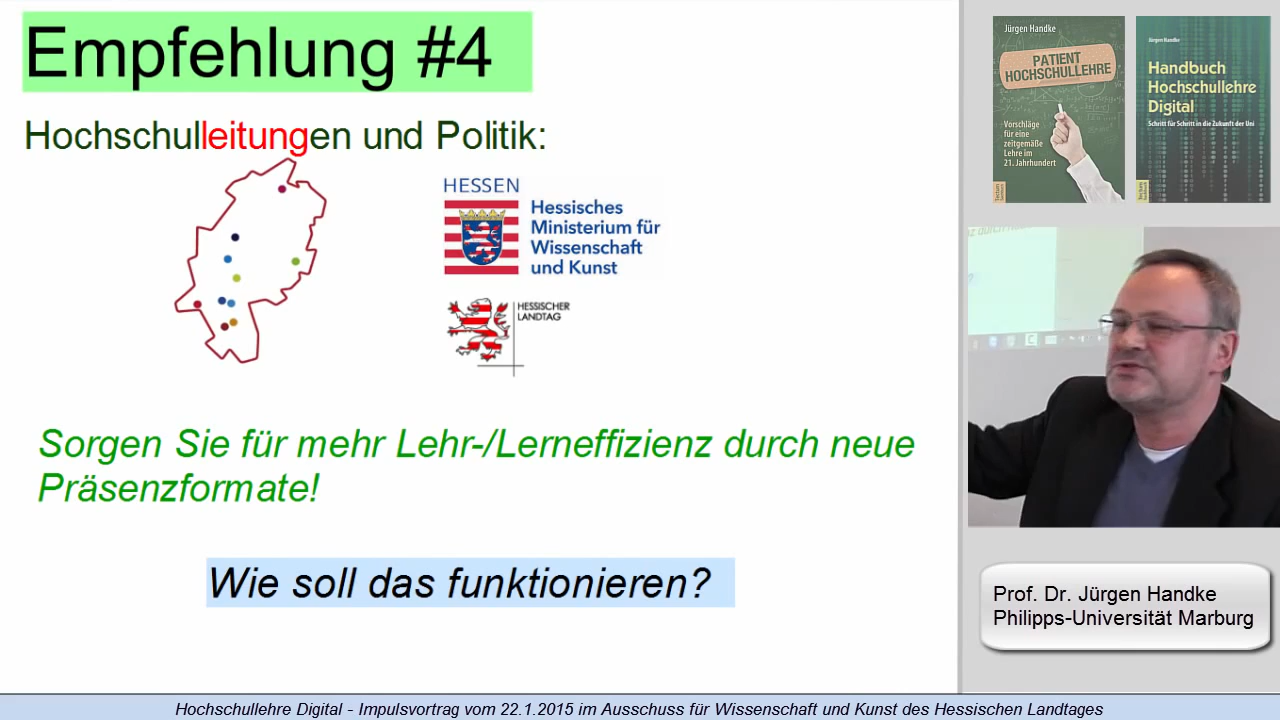 Empfehlung #4
Hochschulleitungen und Politik:
HESSEN
Hessisches
Ministerium für
Wissenschaft
und Kunst
HESSISCHER
LANDTAG
Sorgen Sie für mehr Lehr-/Lerneffizienz durch neue
Präsenzformate!
Wie soll das funktionieren?
Jürgen Handke
PATIENT
HOCHSCHULLEHRE
Vorschläge
für eine
zeitgemäße
Lehre im
21. Jahrhundert
Jürgen Handke
Handbuch
Hochschullehre
Digital
Schritt für Schritt in die Zukunft der Uni
Prof. Dr. Jürgen Handke
Philipps-Universität Marburg
Hochschullehre Digital - Impulsvortrag vom 22.1.2015 im Ausschuss für Wissenschaft und Kunst des Hessischen Landtages